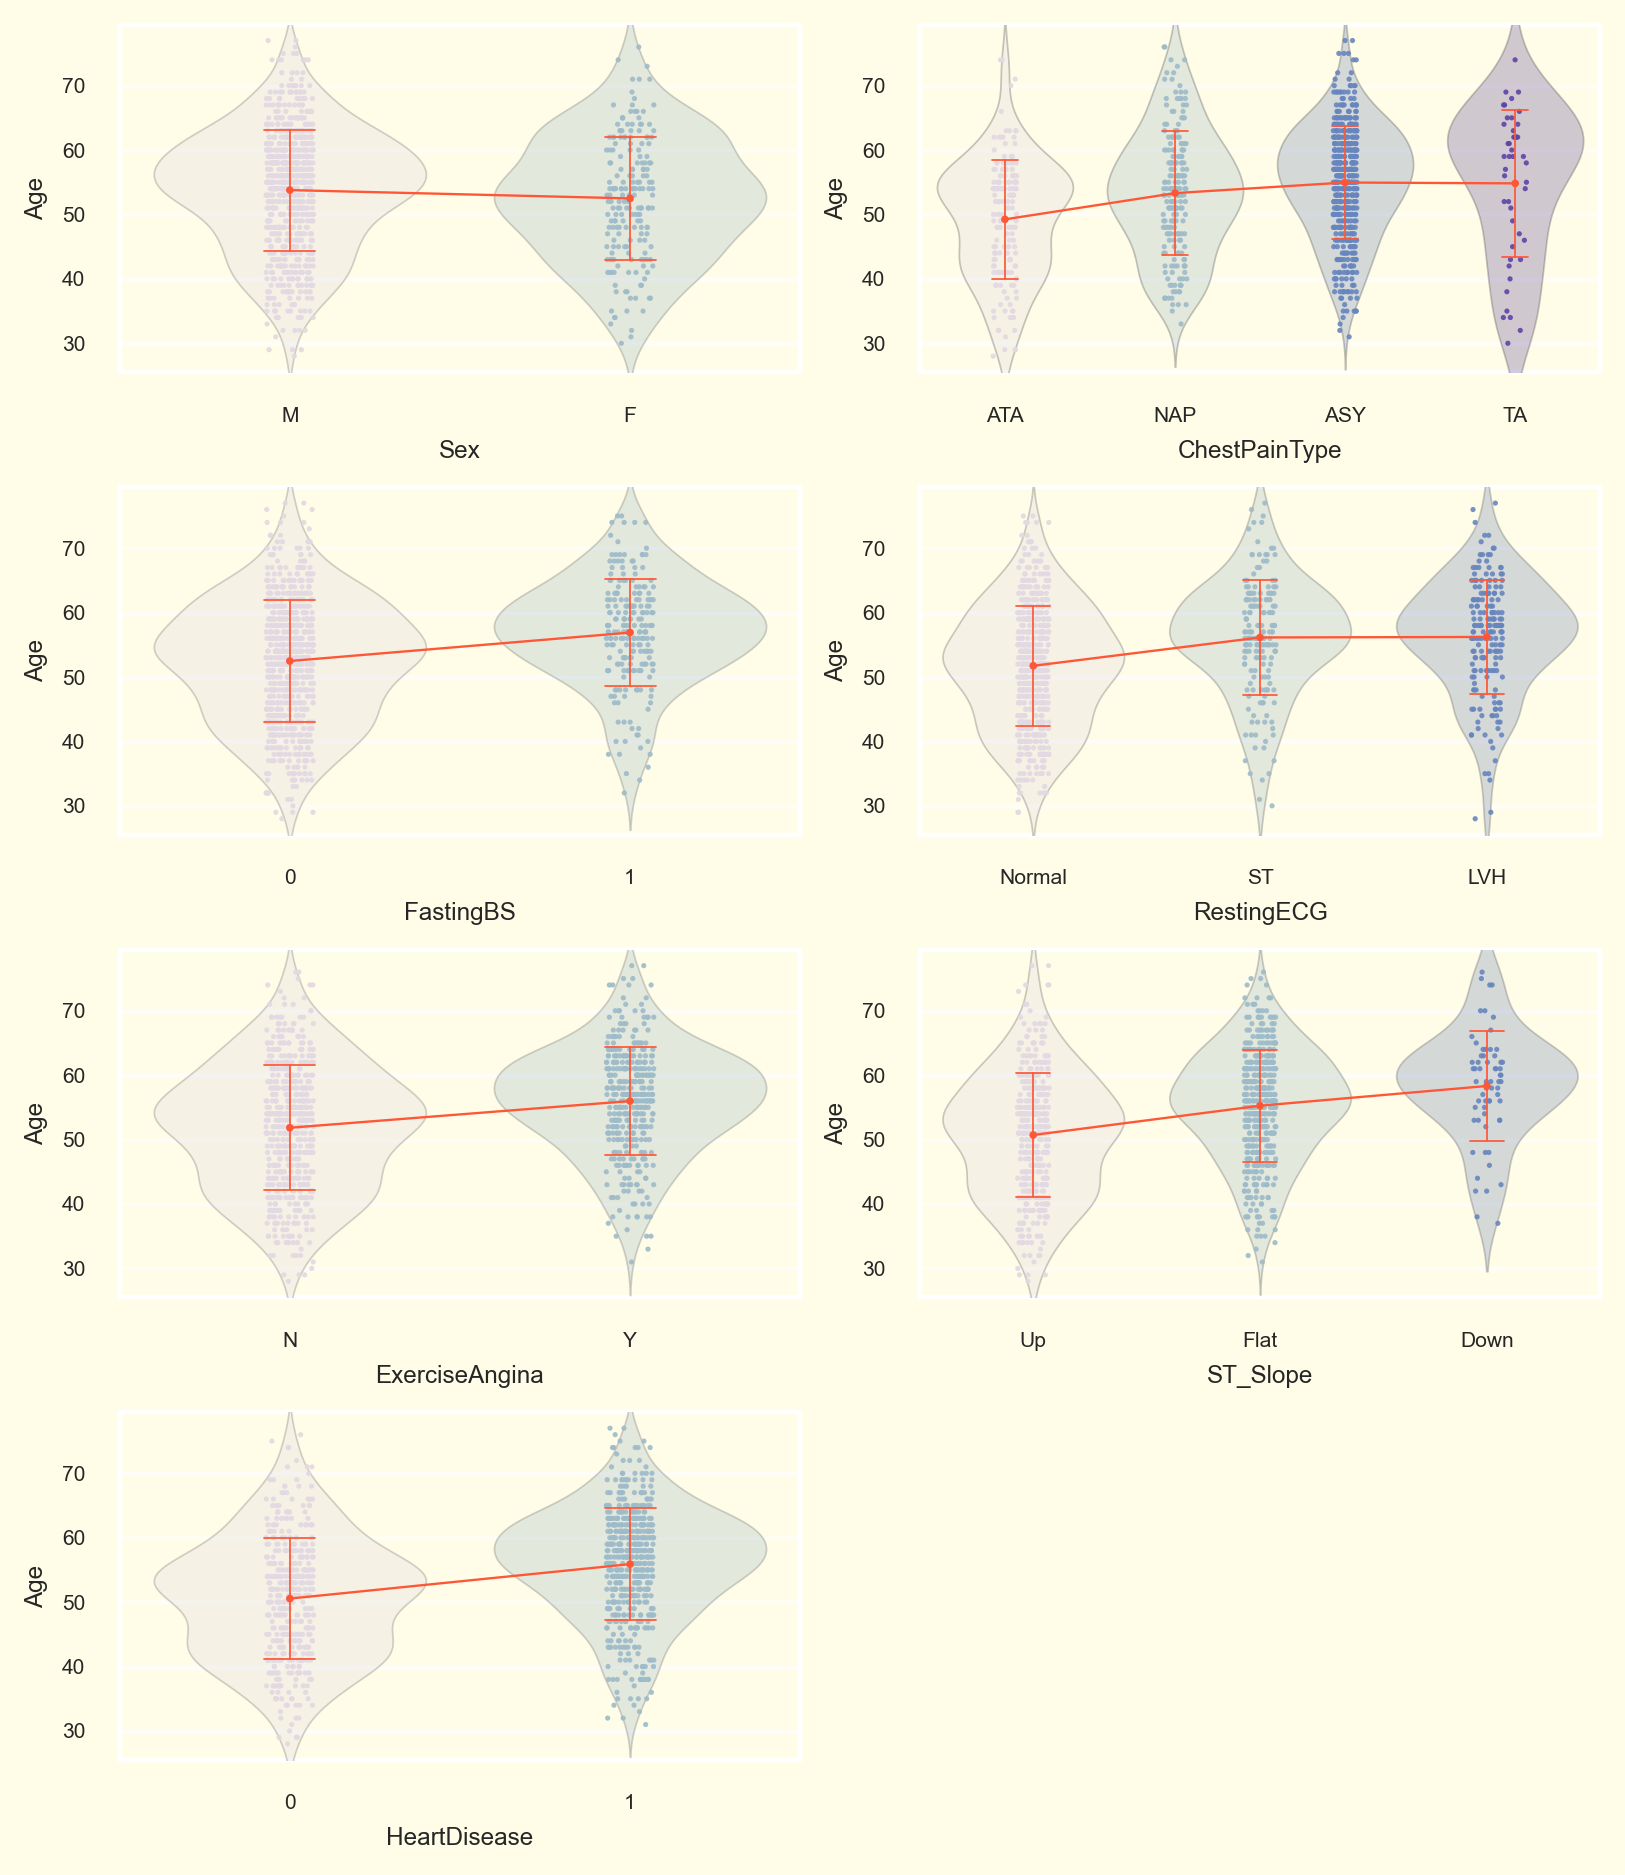 70
60
50
40
30
Age
M F
Sex
70
60
50
40
30
Age
ATA NAP ASY TA
ChestPainType
70
60
50
40
30
Age
0 1
FastingBS
70
60
50
40
30
Age
Normal ST LVH
RestingECG
70
60
50
40
30
Age
N Y
ExerciseAngina
70
60
50
40
30
Age
Up Flat Down
ST_Slope
70
60
50
40
30
Age
0 1
HeartDisease